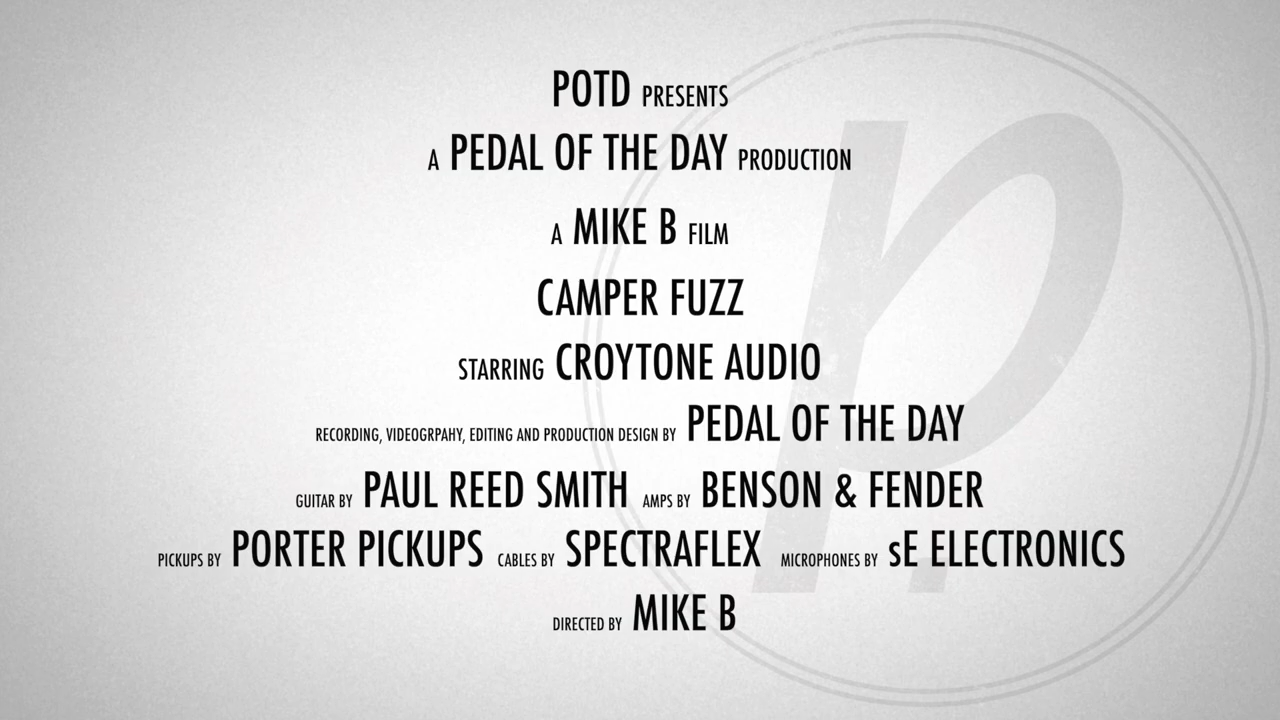 POTD PRESENTS
A PEDAL OF THE DAY PRODUCTION
A MIKE B FILM
CAMPER FUZZ
STARRING CROYTONE AUDIO
RECORDING, VIDEOGRPAHY, EDITING AND PRODUCTION DESIGN BY PEDAL OF THE DAY
GUITAR BY PAUL REED SMITH AMPS BY BENSON & FENDER
PICKUPS BY PORTER PICKUPS CABLES BY SPECTRAFLEX MICROPHONES BY sE ELECTRONICS
DIRECTED BY MIKE B